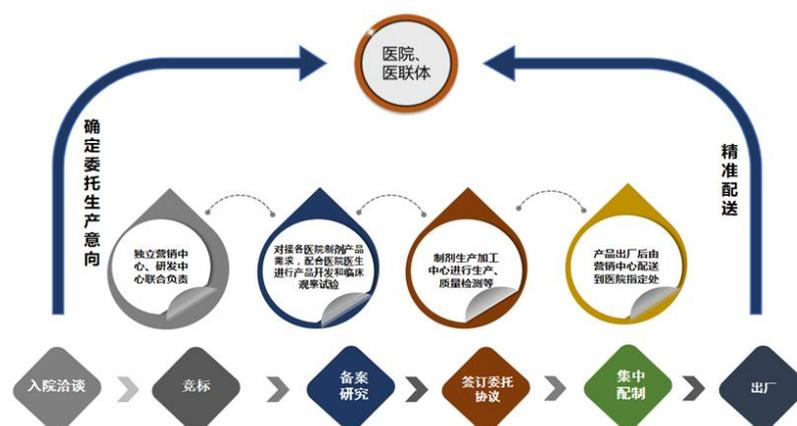 医院、
医联体
确定委托生产意向
精准配送
独立营销中
心、研发中
心联合负责
对接各医院制剂产品
需求，配合医院医生
进行产品开发和临床
观察试验
制剂生产加工
中心进行生产、
质量检测等
产品出厂后由
营销中心配送
到医院指定处
入院洽谈
竞标
备案
研究
签订委托
协议
集中
配制
出厂